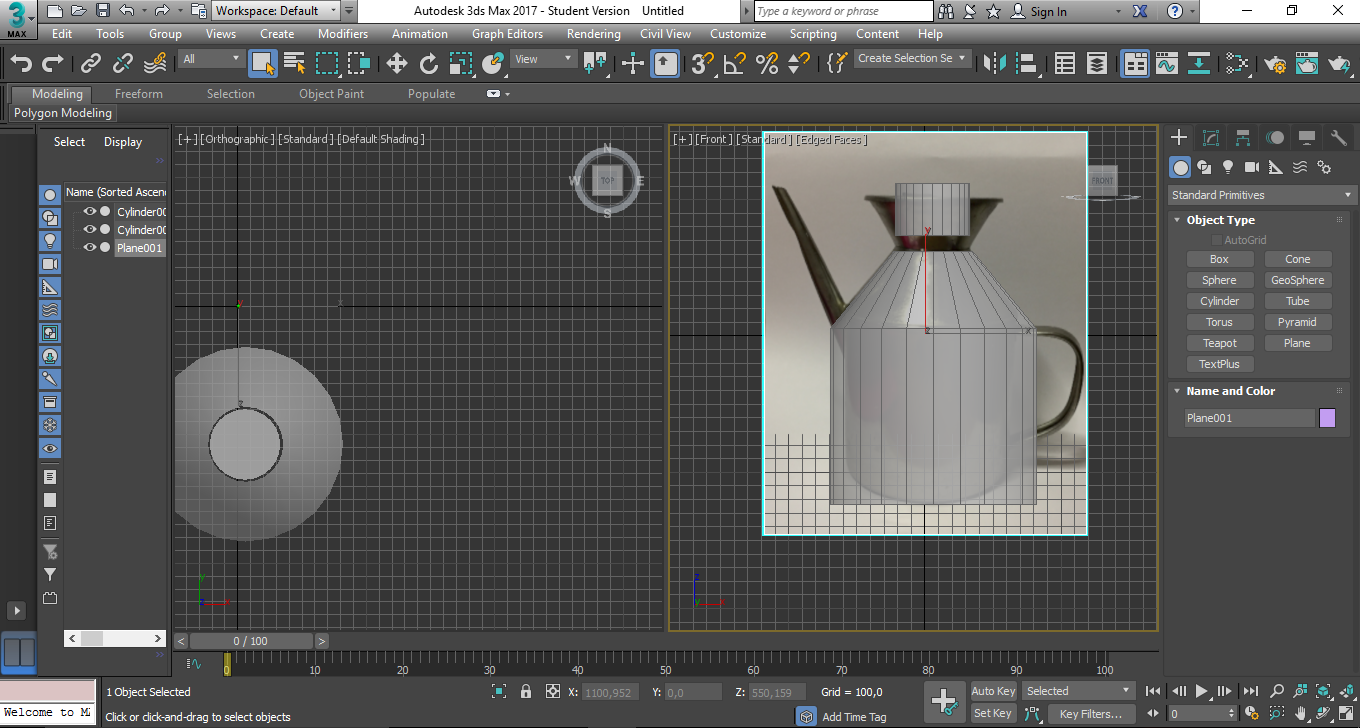 3
MAX
Workspace: Default
Autodesk 3ds Max 2017 - Student Version Untitled
Type a keyword or phrase
Sign In
Edit Tools Group Views Create Modifiers Animation Graph Editors Rendering Civil View Customize Scripting Content Help
All
View
Create Selection Se
Modeling Freeform Selection Object Paint Populate
Polygon Modeling
Select Display
Name (Sorted Ascen
Cylinder00
Cylinder00
Plane001
[+][Orthographic][Standard][Default Shading]
N
W TOP E
S
y
x
z
y
z x
[+][Front][Standard][Edged Faces]
FRONT
y
z x
z
y x
Standard Primitives
Object Type
AutoGrid
Box Cone
Sphere GeoSphere
Cylinder Tube
Torus Pyramid
Teapot Plane
TextPlus
Name and Color
Plane001
< 0 / 100 >
0 10 20 30 40 50 60 70 80 90 100
1 Object Selected
X: 1100,952 Y: 0,0 Z: 550,159 Grid = 100,0
Auto Key Selected
Welcome to M
Click or click-and-drag to select objects
Add Time Tag
Set Key Key Filters... 0